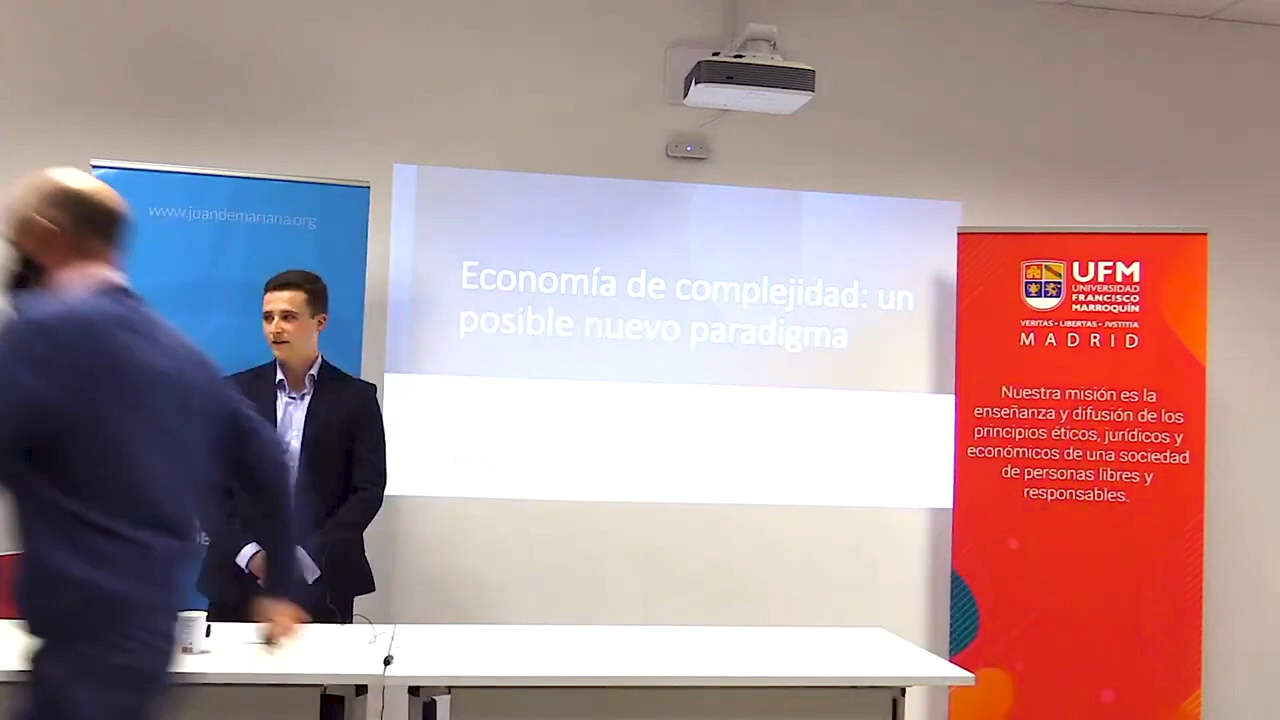 www.juandemariana.org
Economía de complejidad: un
posible nuevo paradigma
UFM
UNIVERSIDAD
FRANCISCO
MARROQUÍN
VERITAS • LIBERTAS • JVSTITIA
MADRID
Nuestra misión es la
enseñanza y difusión de los
principios éticos, jurídicos y
económicos de una sociedad
de personas libres y
responsables.